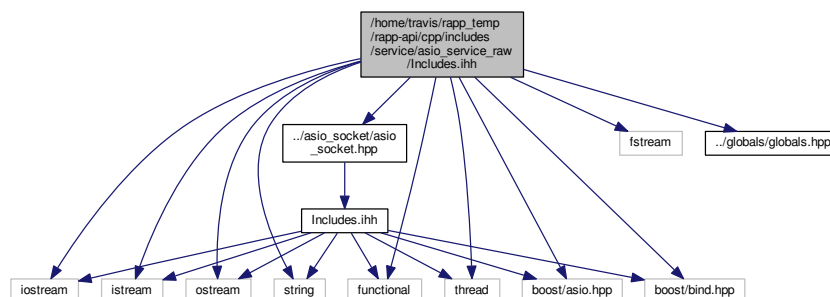 /home/travis/rapp_temp
/rapp-api/cpp/includes
/service/asio_service_raw
/Includes.ihh
../asio_socket/asio
_socket.hpp
fstream
../globals/globals.hpp
Includes.ihh
iostream
istream
ostream
string
functional
thread
boost/asio.hpp
boost/bind.hpp